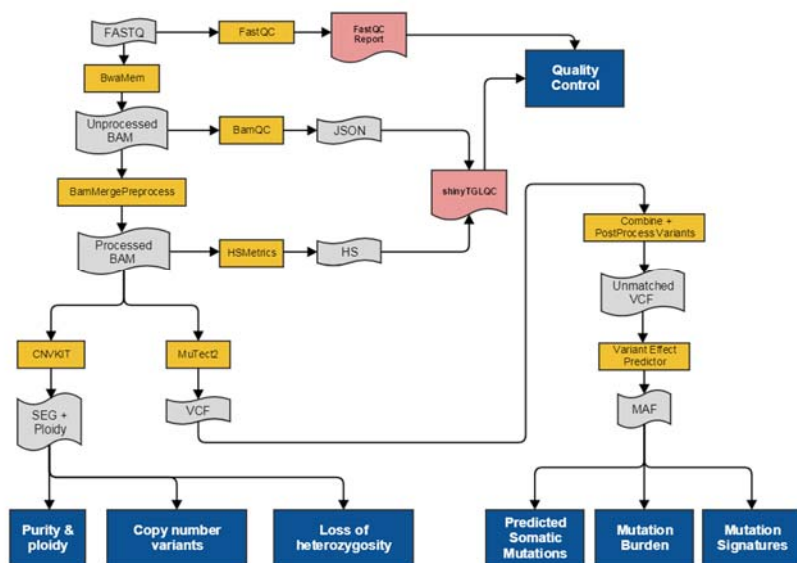 FASTQ
FastQC
FastQC
Report
Quality
Control
BwaMem
Unprocessed
BAM
BamQC
JSON
BamMergePreprocess
shinyTGLQC
Processed
BAM
HSMetrics
HS
Combine +
PostProcess Variants
Unmatched
VCF
CNVKIT
MuTect2
Variant Effect
Predictor
SEG +
Ploidy
VCF
MAF
Purity &
ploidy
Copy number
variants
Loss of
heterozygosity
Predicted
Somatic
Mutations
Mutation
Burden
Mutation
Signatures